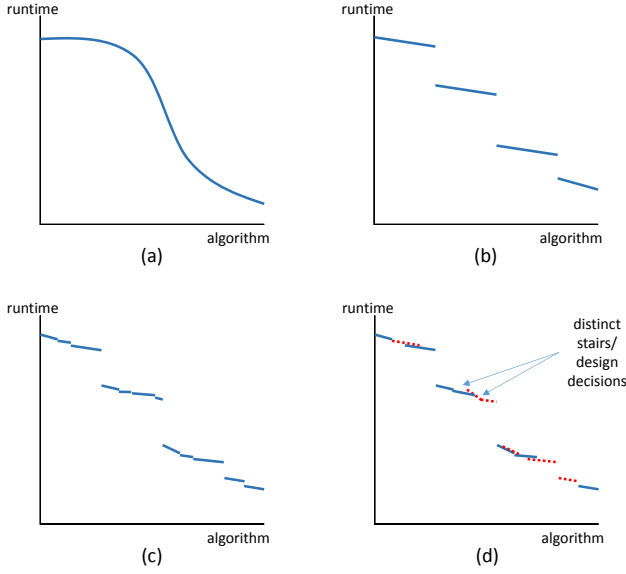 runtime
algorithm
(a)
runtime
algorithm
(b)
runtime
algorithm
(c)
runtime
distinct
stairs/
design
decisions
algorithm
(d)